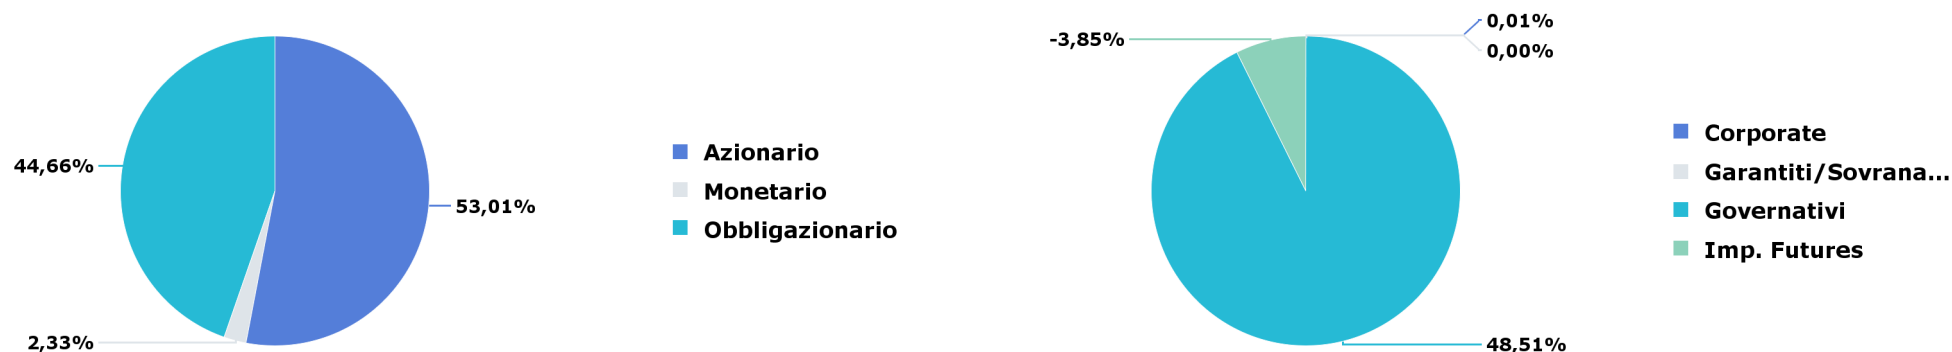 44,66%
53,01%
2,33%
Azionario
Monetario
Obbligazionario
-3,85%
0,01%
0,00%
48,51%
Corporate
Garantiti/Sovrana...
Governativi
Imp. Futures